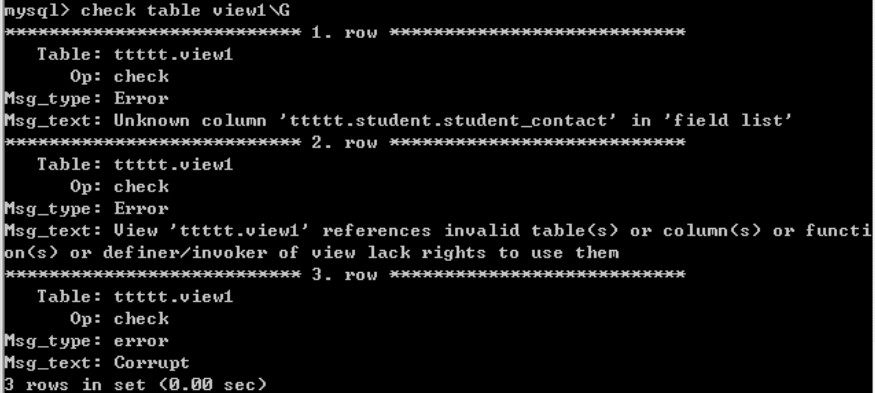 mysql> check table view1\G
*************************** 1. row ***************************
   Table: ttttt.view1
      Op: check
Msg_type: Error
Msg_text: Unknown column 'ttttt.student.student_contact' in 'field list'
*************************** 2. row ***************************
   Table: ttttt.view1
      Op: check
Msg_type: Error
Msg_text: View 'ttttt.view1' references invalid table(s) or column(s) or functi
on(s) or definer/invoker of view lack rights to use them
*************************** 3. row ***************************
   Table: ttttt.view1
      Op: check
Msg_type: error
Msg_text: Corrupt
3 rows in set (0.00 sec)